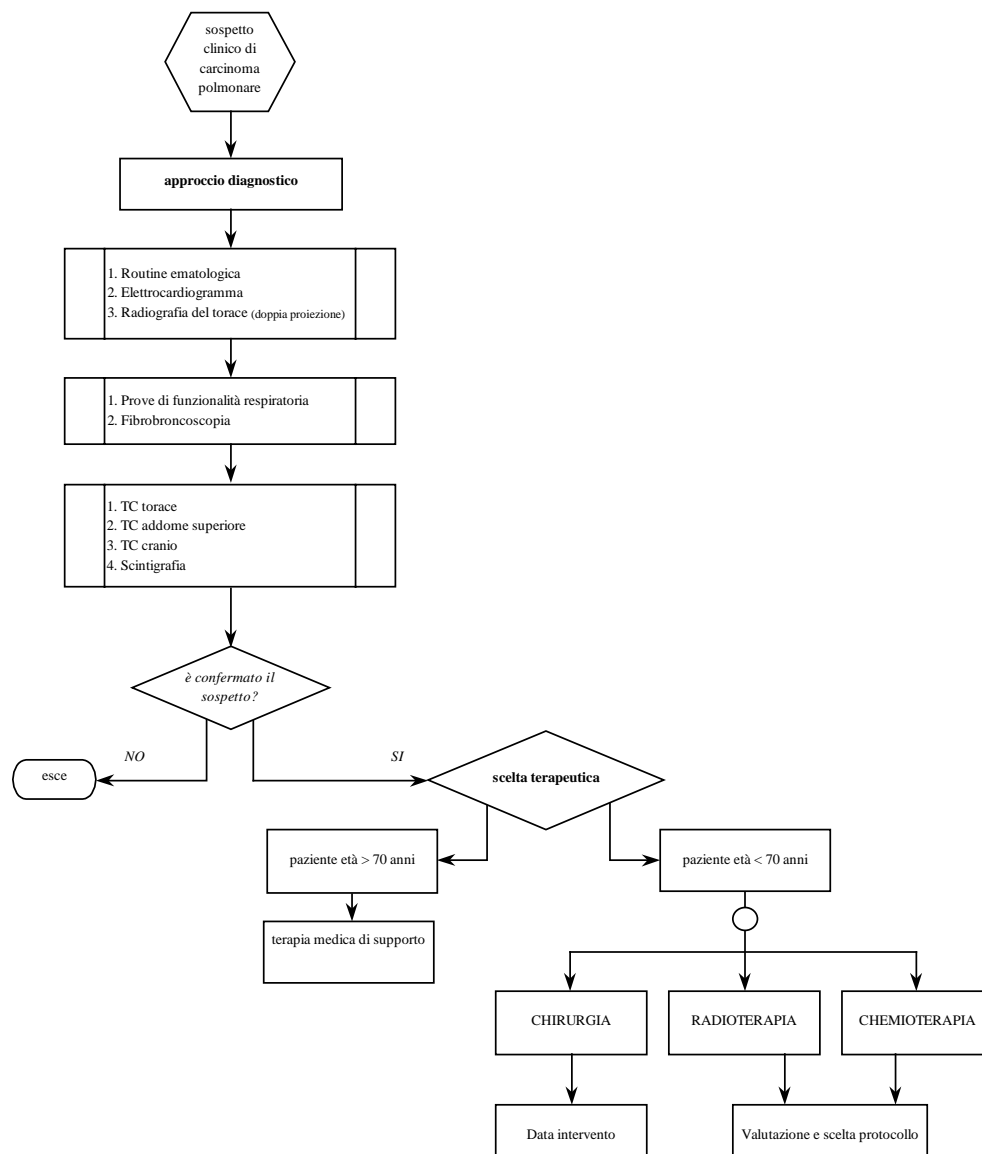 sospetto
clinico di
carcinoma
polmonare
approccio diagnostico
1. Routine ematologica
2. Elettrocardiogramma
3. Radiografia del torace (doppia proiezione)
1. Prove di funzionalità respiratoria
2. Fibrobroncoscopia
1. TC torace
2. TC addome superiore
3. TC cranio
4. Scintigrafia
è confermato il
sospetto?
NO
SI
esce
scelta terapeutica
paziente età > 70 anni
paziente età < 70 anni
terapia medica di supporto
CHIRURGIA
RADIOTERAPIA
CHEMIOTERAPIA
Data intervento
Valutazione e scelta protocollo